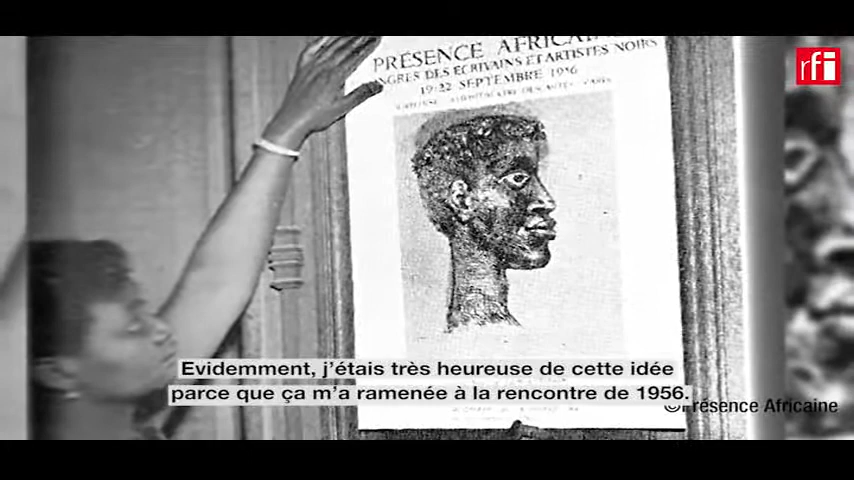 rfi
PRÉSENCE AFRICAI
NGRES DES ÉCRIVAINS ET ARTISTES NOIRS
19-22 SEPTEMBRE 1956
Evidemment, j'étais très heureuse de cette idée
parce que ça m'a ramenée à la rencontre de 1956.
©Présence Africaine